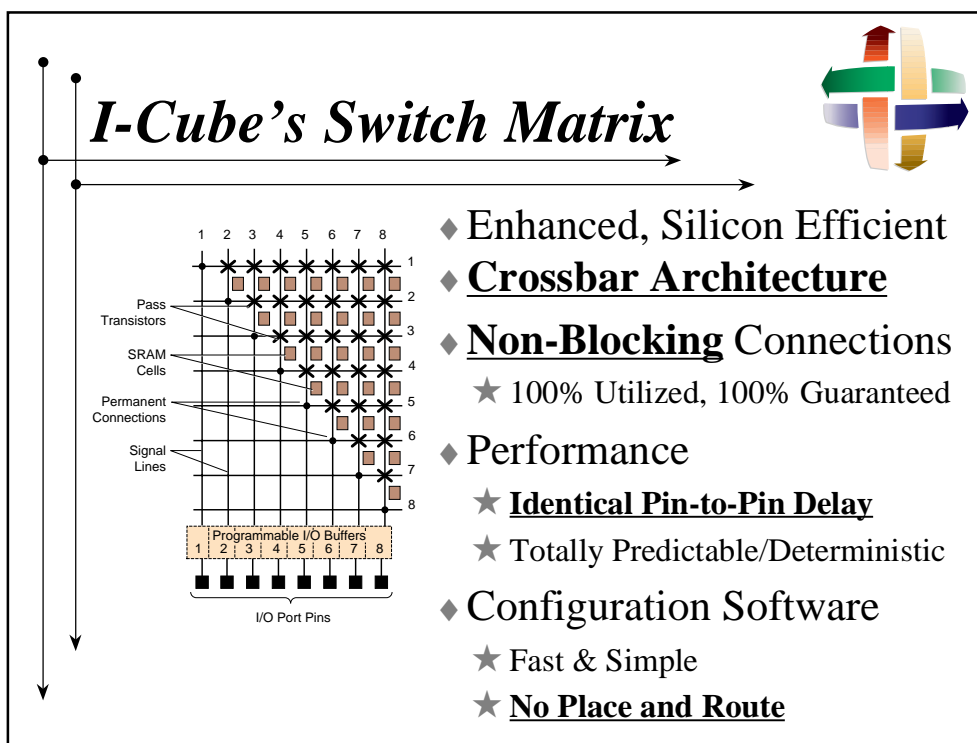 I-Cube's Switch Matrix
1 2 3 4 5 6 7 8
1
2
3
4
5
6
7
8
Pass
Transistors
SRAM
Cells
Permanent
Connections
Signal
Lines
Programmable I/O Buffers
1 2 3 4 5 6 7 8
I/O Port Pins
Enhanced, Silicon Efficient
Crossbar Architecture
Non-Blocking Connections
100% Utilized, 100% Guaranteed
Performance
Identical Pin-to-Pin Delay
Totally Predictable/Deterministic
Configuration Software
Fast & Simple
No Place and Route